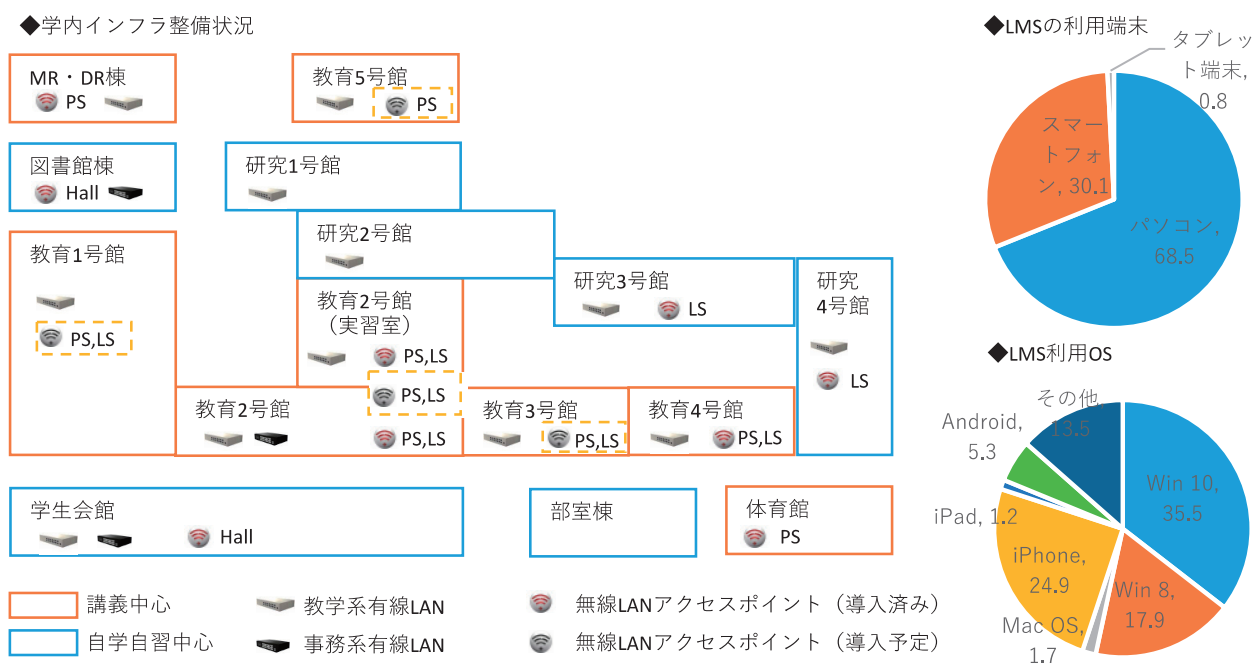 ◆学内インフラ整備状況
MR・DR棟
PS
教育5号館
PS
図書館棟
Hall
研究1号館
研究2号館
教育1号館
PS,LS
教育2号館
（実習室）
PS,LS
PS,LS
研究3号館
LS
研究
4号館
LS
教育2号館
PS,LS
教育3号館
PS,LS
教育4号館
PS,LS
学生会館
Hall
部室棟
体育館
PS
講義中心
教学系有線LAN
無線LANアクセスポイント（導入済み）
自学自習中心
事務系有線LAN
無線LANアクセスポイント（導入予定）
◆LMSの利用端末
タブレッ
ト端末,
0.8
スマー
トフォ
ン, 30.1
パソコン,
68.5
◆LMS利用OS
その他,
13.5
Android,
5.3
Win 10,
35.5
iPad, 1.2
iPhone,
24.9
Win 8,
17.9
Mac OS,
1.7